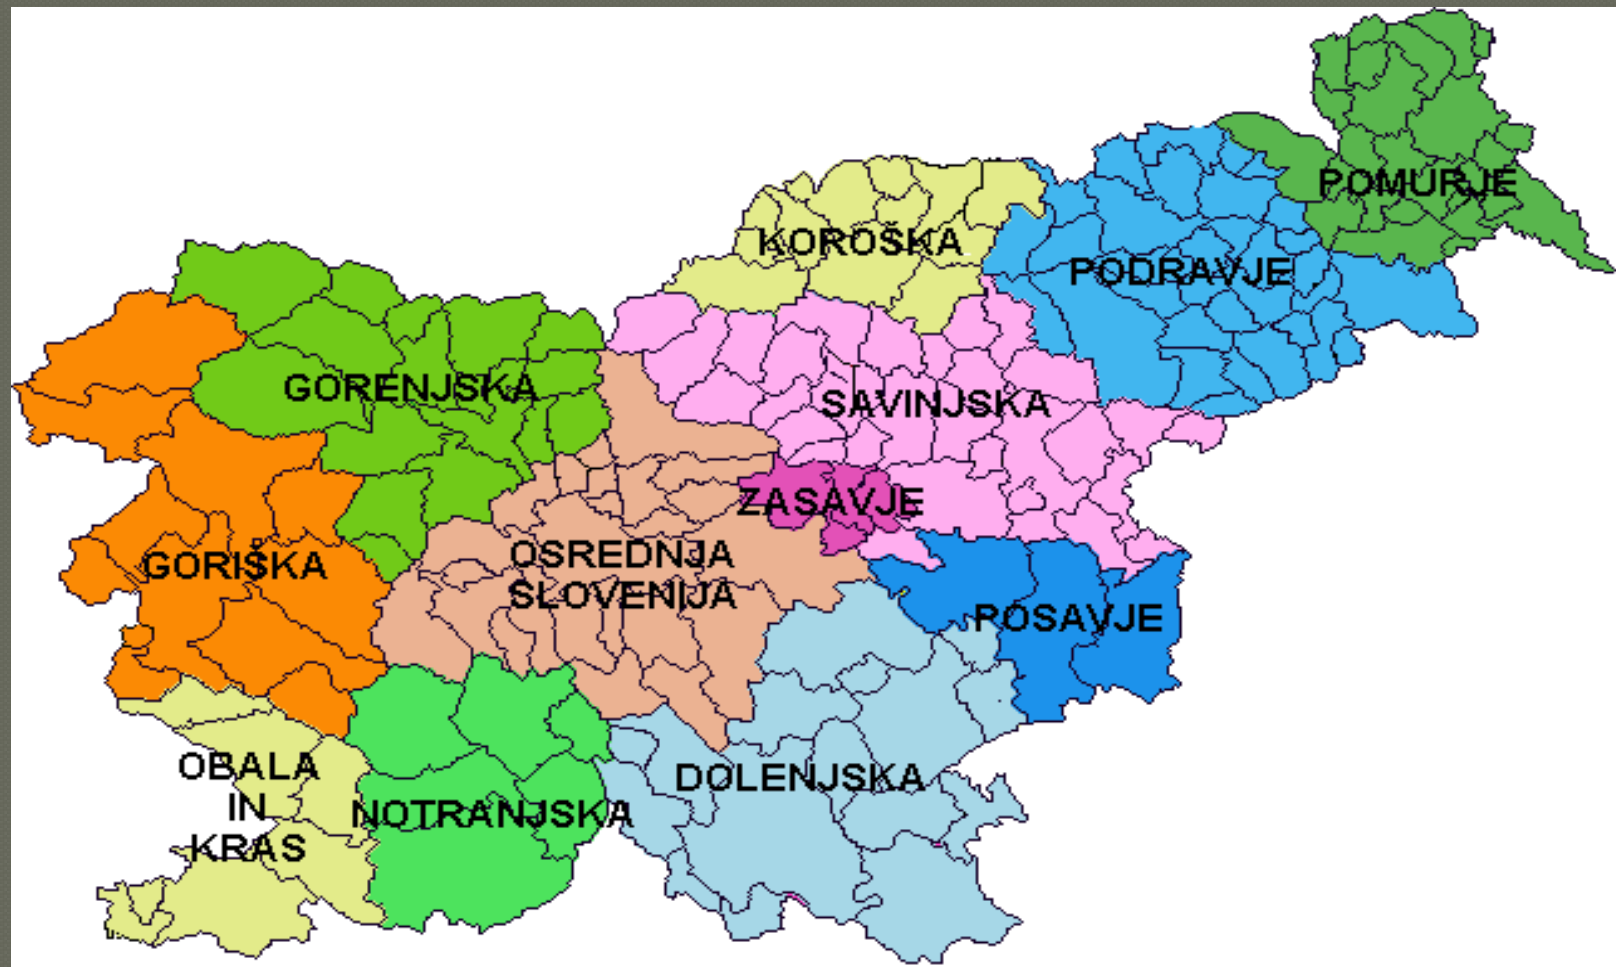 POMURJE
KOROŠKA
PODRAVJE
GORENJSKA
SAVINJSKA
ZASAVJE
GORIŠKA
OSREDNJA
SLOVENIJA
POSAVJE
OBALA
IN
KRAS
NOTRANJSKA
DOLENJSKA